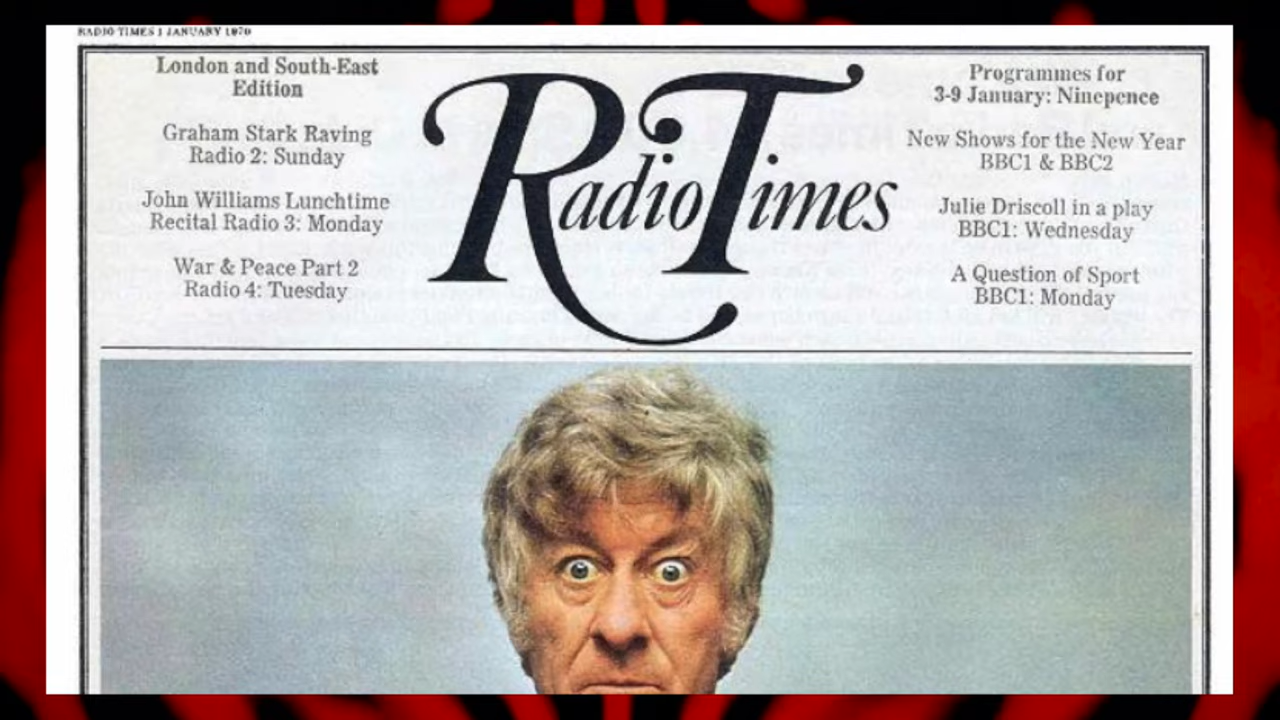 RADIO TIMES 1 JANUARY 1970
London and South-East
Edition
Graham Stark Raving
Radio 2: Sunday
John Williams Lunchtime
Recital Radio 3: Monday
War & Peace Part 2
Radio 4: Tuesday
Radio Times
Programmes for
3-9 January: Ninepence
New Shows for the New Year
BBC1 & BBC2
Julie Driscoll in a play
BBC1: Wednesday
A Question of Sport
BBC1: Monday